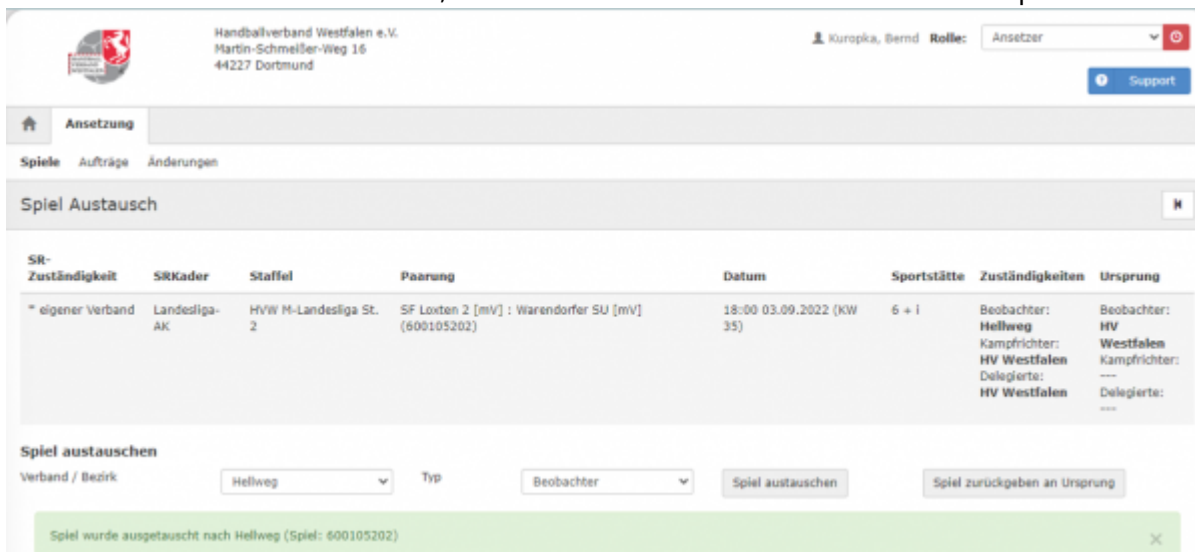 Handballverband Westfalen e.V.
Martin-Schmeißer-Weg 16
44227 Dortmund
Kuropka, Bernd Rolle: Ansetzer
Support
Ansetzung
Spiele Aufträge Änderungen
Spiel Austausch
SR-
Zuständigkeit SRKader Staffel Paarung Datum Sportstätte Zuständigkeiten Ursprung
* eigener Verband Landesliga- HVW M-Landesliga St. SF Loxten 2 [mV] : Warendorfer SU [mV] 18:00 03.09.2022 (KW 6 + i Beobachter: Beobachter:
AK 2 (600105202) 35) Hellweg HV
Kampfrichter: Westfalen
HV Westfalen Kampfrichter:
Delegierte: ---
HV Westfalen Delegierte:
---
Spiel austauschen
Verband / Bezirk Hellweg Typ Beobachter Spiel austauschen Spiel zurückgeben an Ursprung
Spiel wurde ausgetauscht nach Hellweg (Spiel: 600105202) ×